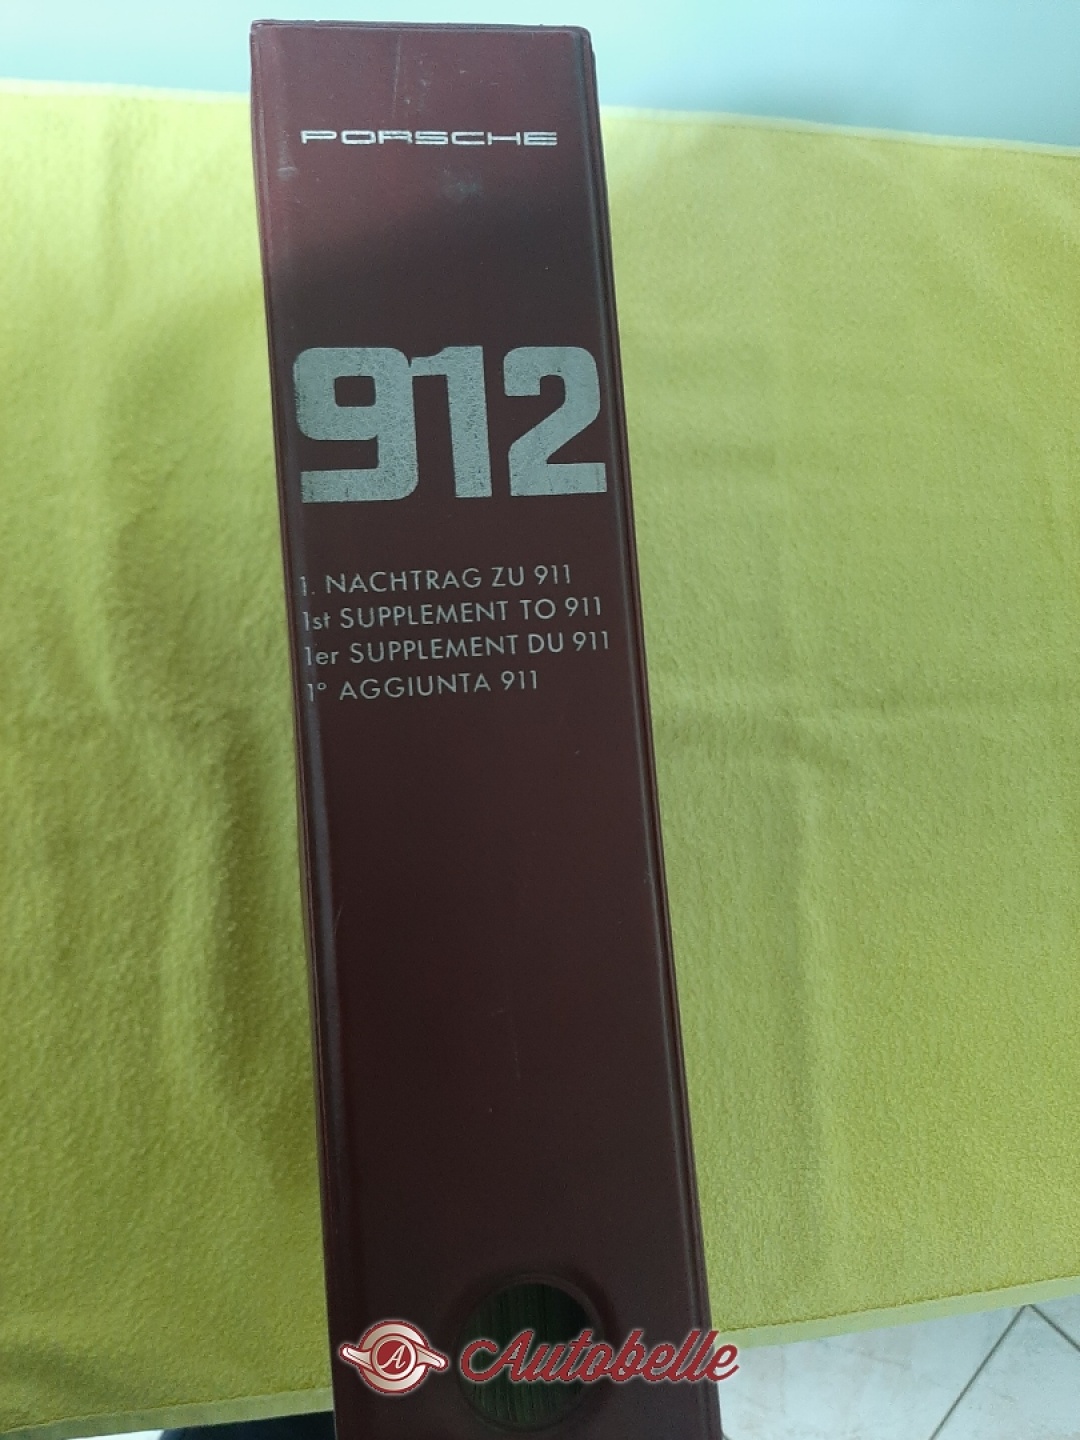 PORSCHE
912
1. NACHTRAG ZU 911
1st SUPPLEMENT TO 911
1er SUPPLEMENT DU 911
1° AGGIUNTA 911
A Autobelle